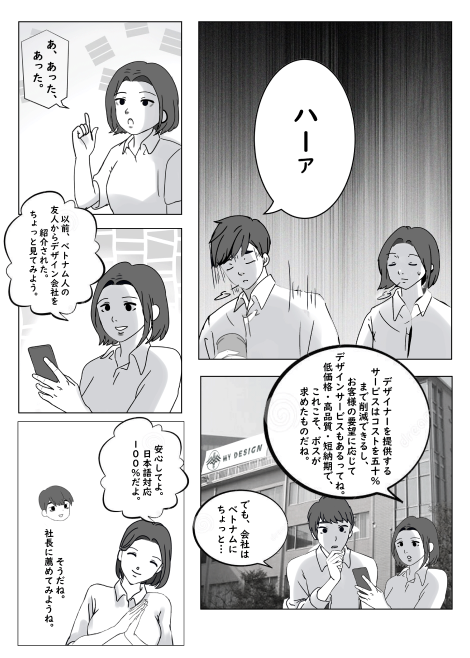 ハーァ
あ、あった、
あった。
以前、ベトナム人の
友人からデザイン会社を
紹介された。
ちょっと見てみよう。
デザイナーを提供する
サービスはコストを五十%
まで削減できるし、
お客様の要望に応じて
デザインサービスもあるってね。
低価格・高品質・短納期で、
これこそ、ボスが
求めたものだね。
MY DESIGN
でも、会社は
ベトナムに
ちょっと…
安心してよ。
日本語対応
100%だよ。
そうだね。
社長に薦めてみようね。